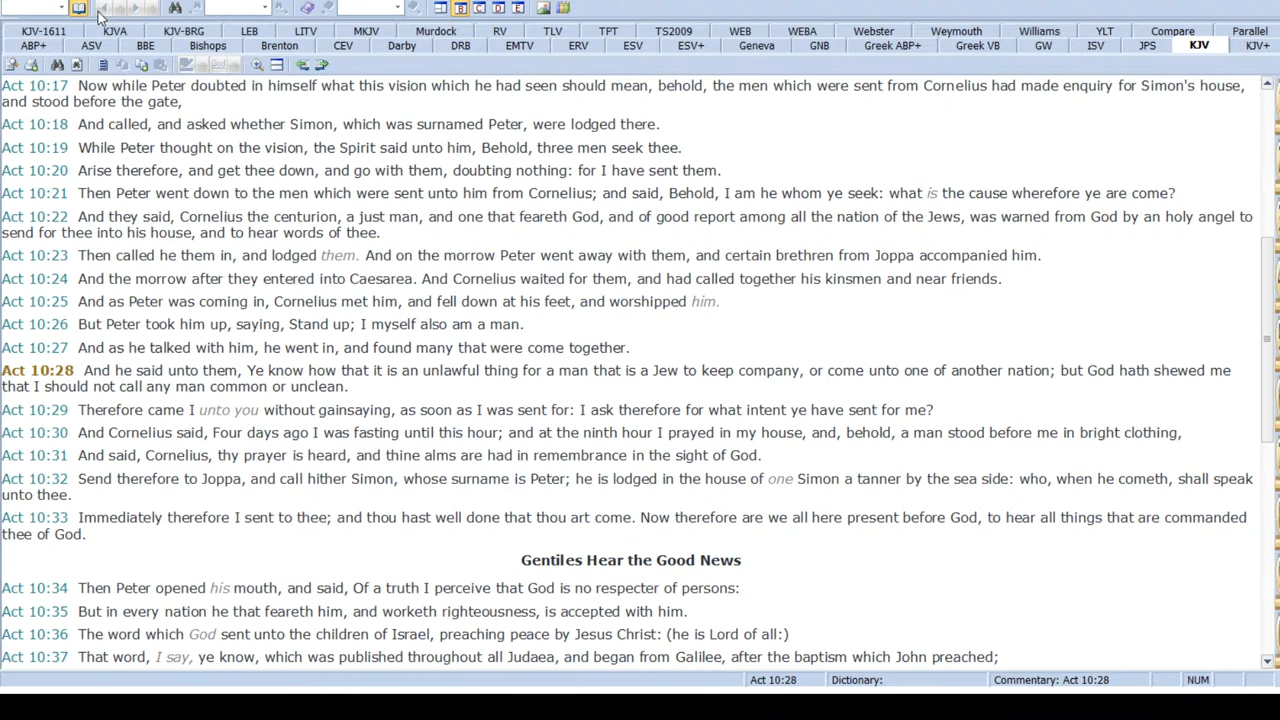 B C D E
KJV-1611 KJVA KJV-BRG LEB LITV MKJV Murdock RV TLV TPT TS2009 WEB WEBA Webster Weymouth Williams YLT Compare Parallel
ABP+ ASV BBE Bishops Brenton CEV Darby DRB EMTV ERV ESV ESV+ Geneva GNB Greek ABP+ Greek VB GW ISV JPS KJV KJV+
God
Act 10:17 Now while Peter doubted in himself what this vision which he had seen should mean, behold, the men which were sent from Cornelius had made enquiry for Simon's house,
and stood before the gate,
Act 10:18 And called, and asked whether Simon, which was surnamed Peter, were lodged there.
Act 10:19 While Peter thought on the vision, the Spirit said unto him, Behold, three men seek thee.
Act 10:20 Arise therefore, and get thee down, and go with them, doubting nothing: for I have sent them.
Act 10:21 Then Peter went down to the men which were sent unto him from Cornelius; and said, Behold, I am he whom ye seek: what is the cause wherefore ye are come?
Act 10:22 And they said, Cornelius the centurion, a just man, and one that feareth God, and of good report among all the nation of the Jews, was warned from God by an holy angel to
send for thee into his house, and to hear words of thee.
Act 10:23 Then called he them in, and lodged them. And on the morrow Peter went away with them, and certain brethren from Joppa accompanied him.
Act 10:24 And the morrow after they entered into Caesarea. And Cornelius waited for them, and had called together his kinsmen and near friends.
Act 10:25 And as Peter was coming in, Cornelius met him, and fell down at his feet, and worshipped him.
Act 10:26 But Peter took him up, saying, Stand up; I myself also am a man.
Act 10:27 And as he talked with him, he went in, and found many that were come together.
Act 10:28 And he said unto them, Ye know how that it is an unlawful thing for a man that is a Jew to keep company, or come unto one of another nation; but God hath shewed me
that I should not call any man common or unclean.
Act 10:29 Therefore came I unto you without gainsaying, as soon as I was sent for: I ask therefore for what intent ye have sent for me?
Act 10:30 And Cornelius said, Four days ago I was fasting until this hour; and at the ninth hour I prayed in my house, and, behold, a man stood before me in bright clothing,
Act 10:31 And said, Cornelius, thy prayer is heard, and thine alms are had in remembrance in the sight of God.
Act 10:32 Send therefore to Joppa, and call hither Simon, whose surname is Peter; he is lodged in the house of one Simon a tanner by the sea side: who, when he cometh, shall speak
unto thee.
Act 10:33 Immediately therefore I sent to thee; and thou hast well done that thou art come. Now therefore are we all here present before God, to hear all things that are commanded
thee of God.
Gentiles Hear the Good News
Act 10:34 Then Peter opened his mouth, and said, Of a truth I perceive that God is no respecter of persons:
Act 10:35 But in every nation he that feareth him, and worketh righteousness, is accepted with him.
Act 10:36 The word which God sent unto the children of Israel, preaching peace by Jesus Christ: (he is Lord of all:)
Act 10:37 That word, I say, ye know, which was published throughout all Judaea, and began from Galilee, after the baptism which John preached;
Act 10:28 Dictionary: Commentary: Act 10:28 NUM